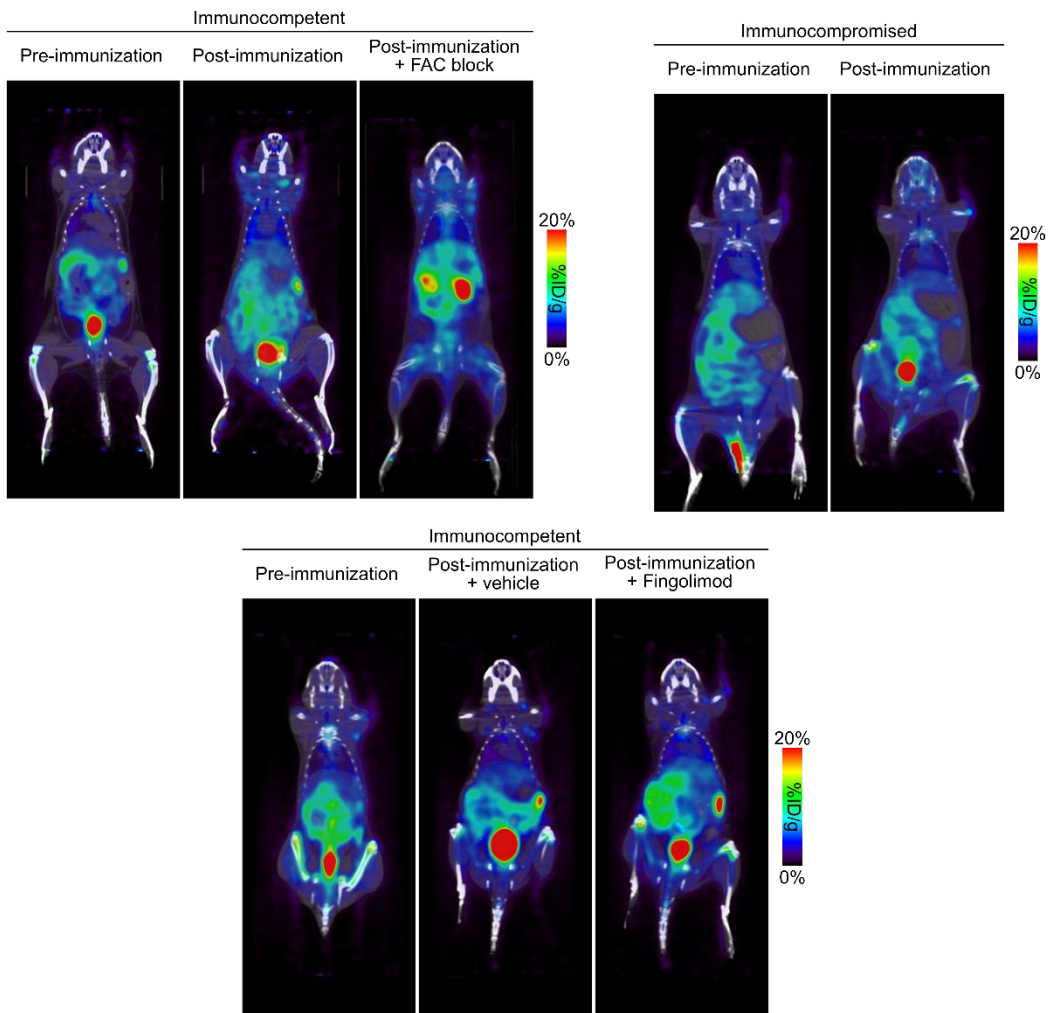 Immunocompetent
Pre-immunization
Post-immunization
Post-immunization
+ FAC block
20%
%ID/g
0%
Immunocompromised
Pre-immunization
Post-immunization
20%
%ID/g
0%
Immunocompetent
Pre-immunization
Post-immunization
+ vehicle
Post-immunization
+ Fingolimod
20%
%ID/g
0%